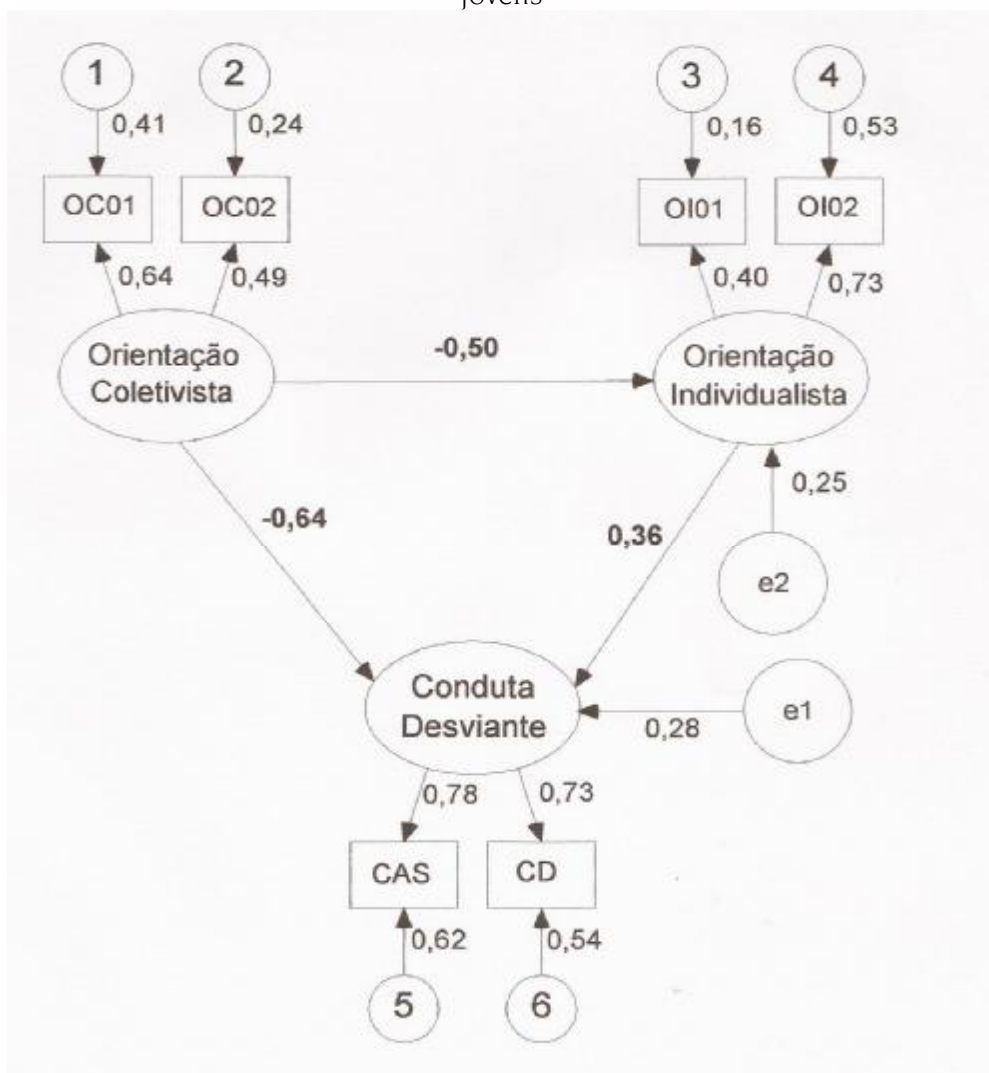 jovens
1 2 3 4
0,41 0,24 0,16 0,53
OC01 OC02 OI01 OI02
0,64 0,49 0,40 0,73
Orientação
Coletivista
-0,50
Orientação
Individualista
0,25
-0,64
0,36
e2
Conduta
Desviante
0,28
e1
0,78 0,73
CAS CD
0,62 0,54
5 6